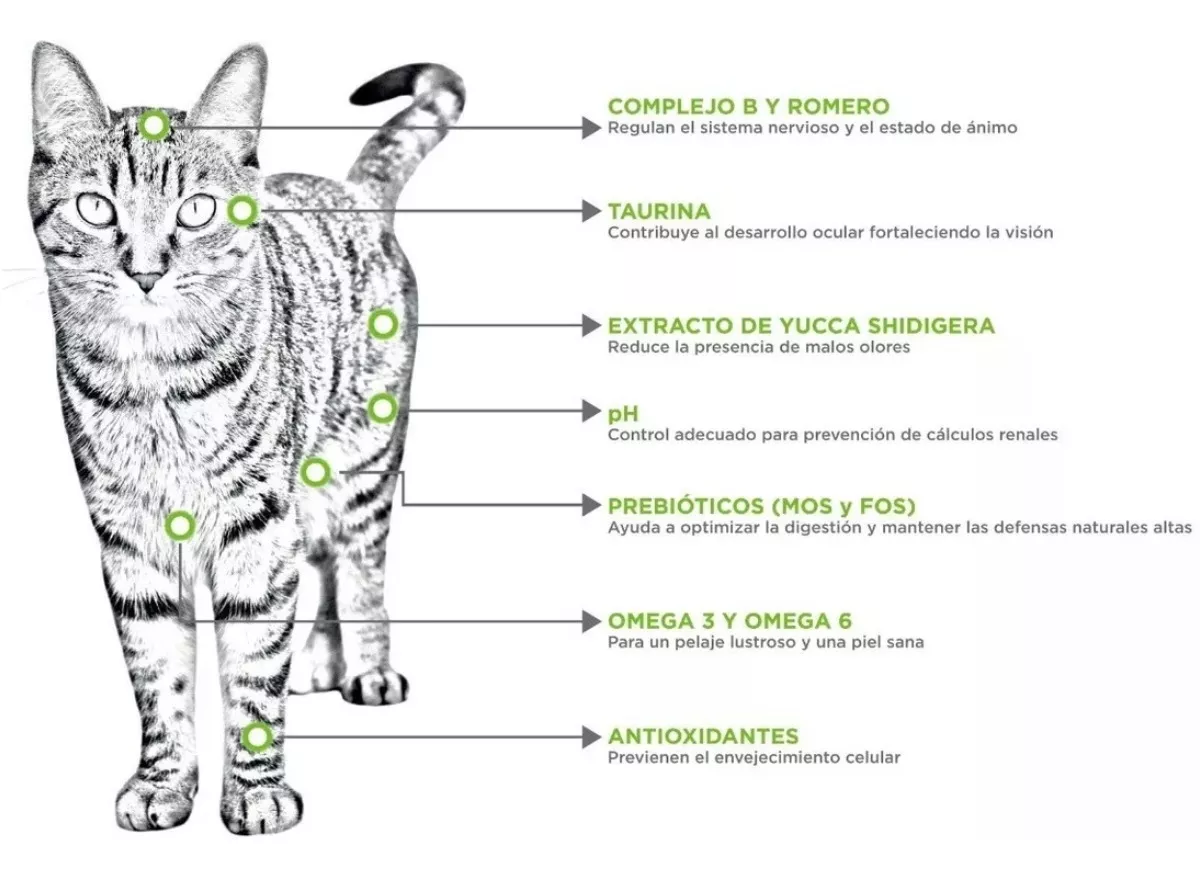 COMPLEJO B Y ROMERO
Regulan el sistema nervioso y el estado de ánimo
TAURINA
Contribuye al desarrollo ocular fortaleciendo la visión
EXTRACTO DE YUCCA SHIDIGERA
Reduce la presencia de malos olores
pH
Control adecuado para prevención de cálculos renales
PREBIÓTICOS (MOS y FOS)
Ayuda a optimizar la digestión y mantener las defensas naturales altas
OMEGA 3 Y OMEGA 6
Para un pelaje lustroso y una piel sana
ANTIOXIDANTES
Previenen el envejecimiento celular